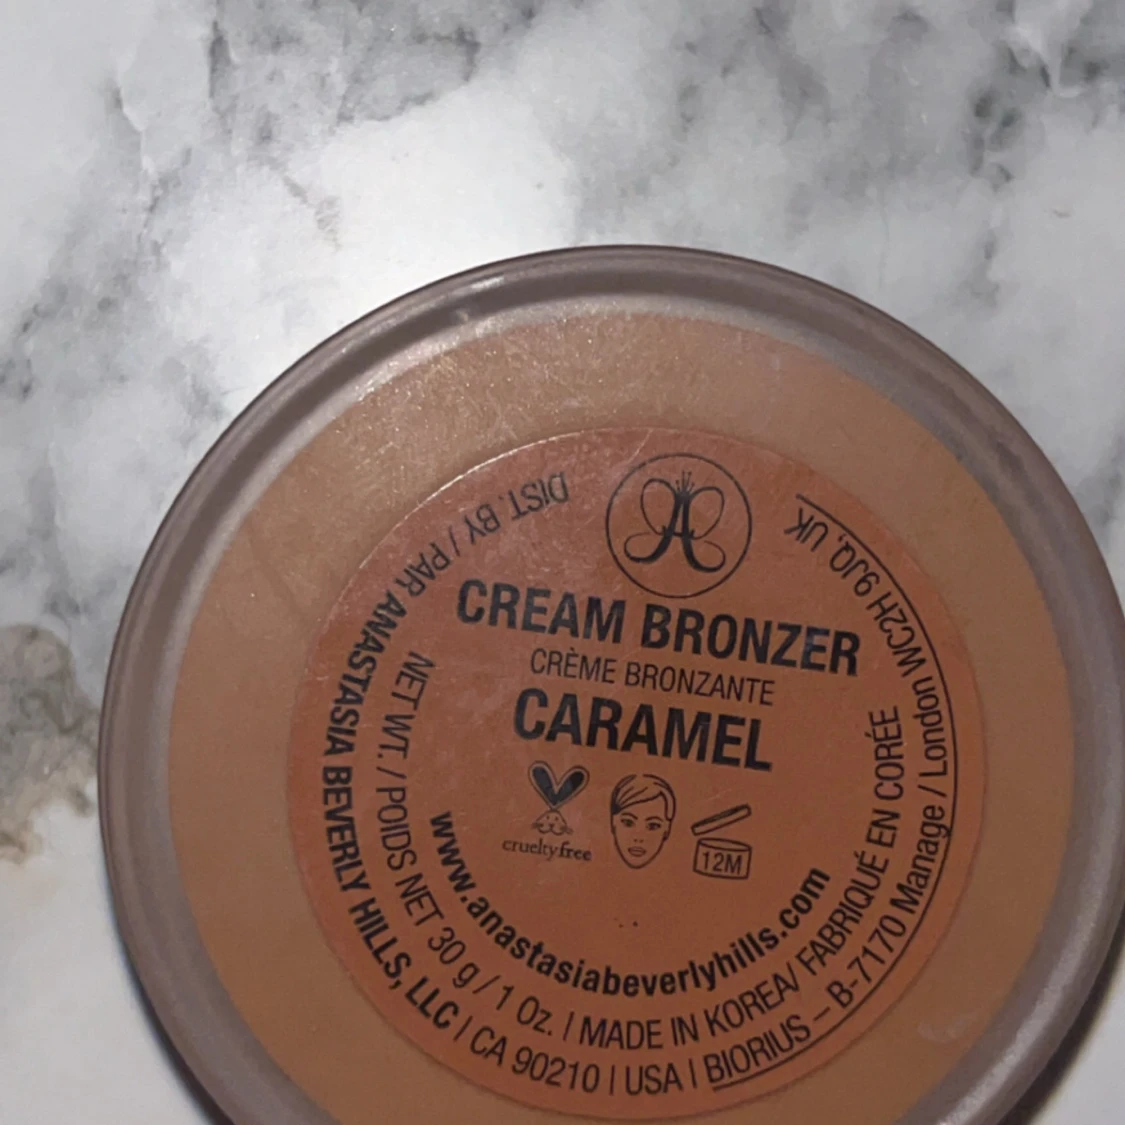 A
CREAM BRONZER
CRÈME BRONZANTE
CARAMEL
crueltyfree
12M
www.anastasiabeverlyhills.com
NET WT. / POIDS NET 30 g / 1 Oz. | MADE IN KOREA/ FABRIQUÉ EN CORÉE
DIST. BY / PAR ANASTASIA BEVERLY HILLS, LLC | CA 90210 | USA | BIORIUS – B-7170 Manage / London WC2H 9JQ, UK